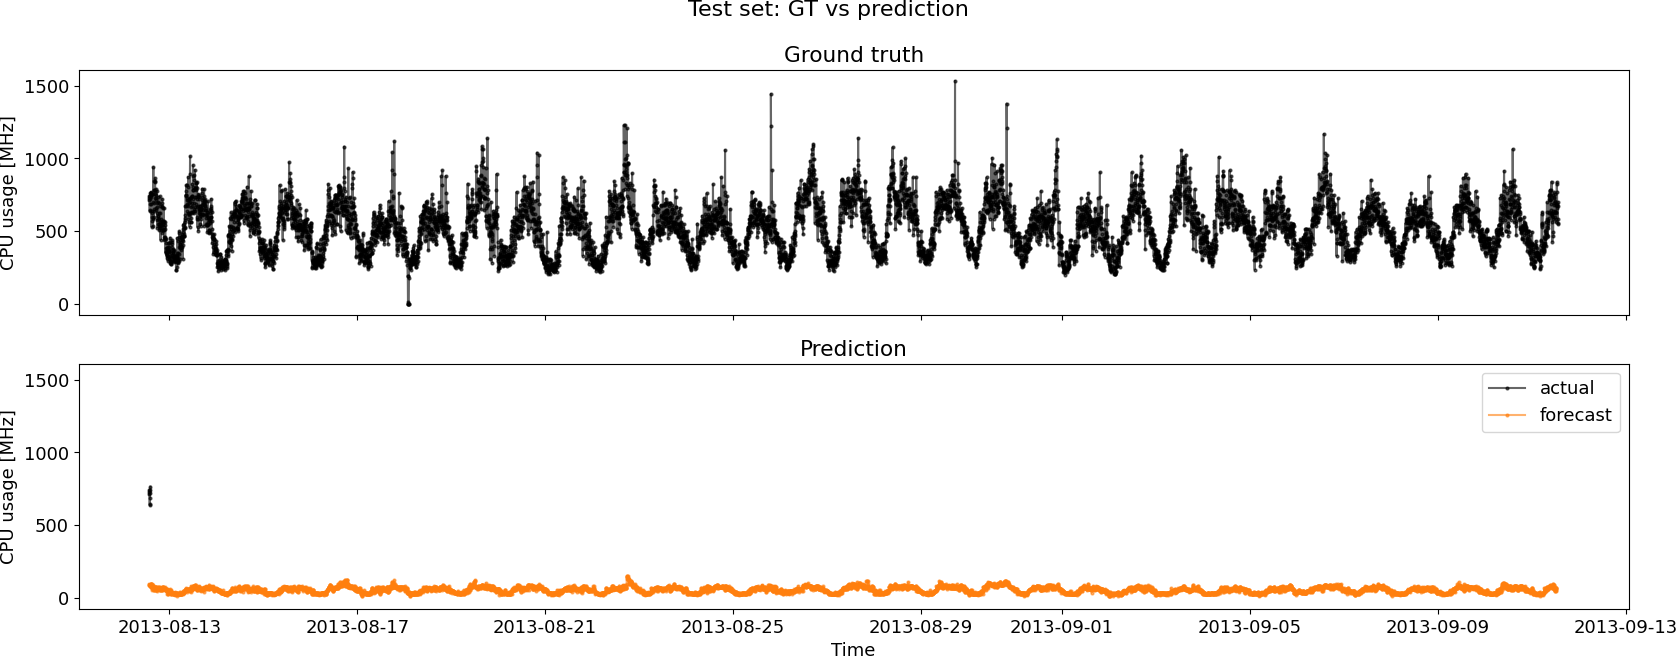 Test set: GT vs prediction
Ground truth
CPU usage [MHz]
1500
1000
500
0
Prediction
CPU usage [MHz]
1500
1000
500
0
actual
forecast
2013-08-13 2013-08-17 2013-08-21 2013-08-25 2013-08-29 2013-09-01 2013-09-05 2013-09-09 2013-09-13
Time